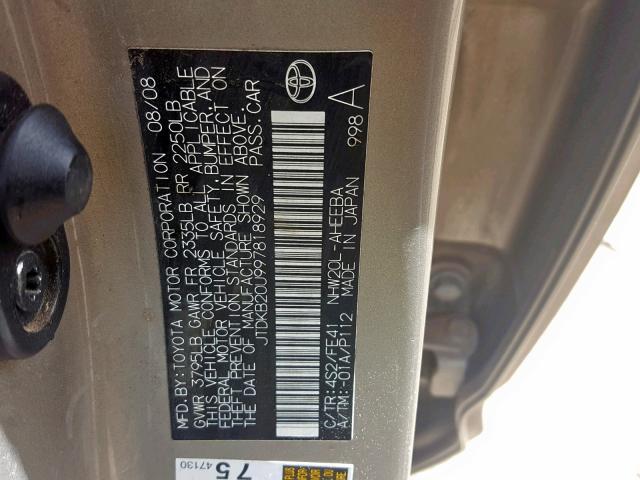 MFD.BY:TOYOTA MOTOR CORPORATION 08/08
GVWR 3795LB GAWR FR 2335LB RR 2250LB
THIS VEHICLE CONFORMS TO ALL APPLICABLE
FEDERAL MOTOR VEHICLE SAFETY, BUMPER, AND
THEFT PREVENTION STANDARDS IN EFFECT ON
THE DATE OF MANUFACTURE SHOWN ABOVE.
JTDKB20U997818929 PASS.CAR
C/TR:4S2/FE41 NHW20L-AHEEBA
A/TM:-01A/P112 MADE IN JAPAN 998 A
75
47130